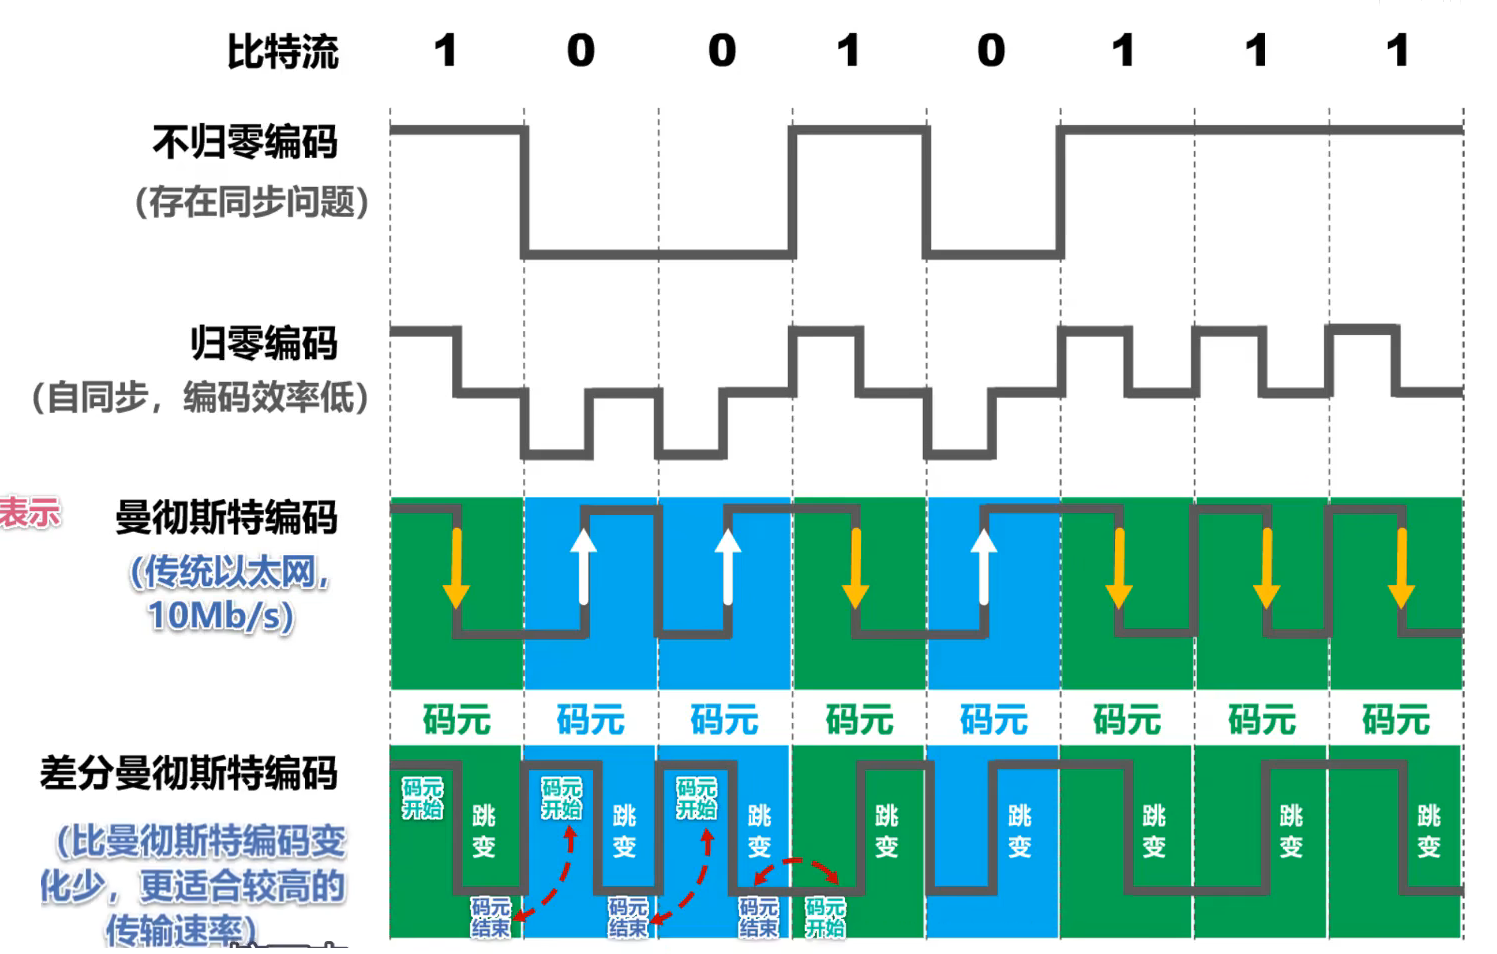 比特流 1 0 0 1 0 1 1 1
不归零编码
（存在同步问题）
归零编码
（自同步，编码效率低）
表示
曼彻斯特编码
（传统以太网，
10Mb/s）
码元 码元 码元 码元 码元 码元 码元 码元
差分曼彻斯特编码
（比曼彻斯特编码变
化少，更适合较高的
传输速率）
码元
开始
跳
变
码元
结束
码元
开始
跳
变
码元
结束
码元
开始
跳
变
码元
结束
码元
开始
跳
变
跳
变
跳
变
跳
变